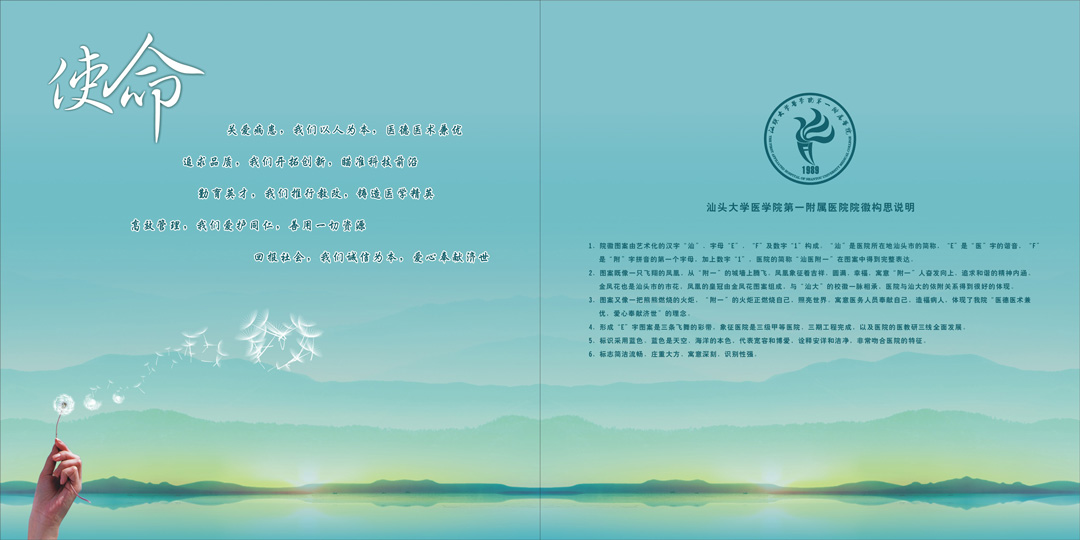 使命
关爱病患，我们以人为本，医德医术兼优
追求品质，我们开拓创新，瞄准科技前沿
勤育英才，我们推行教改，铸造医学精英
高效管理，我们爱护同仁，善用一切资源
回报社会，我们诚信为本，爱心奉献济世
1989
汕头大学医学院第一附属医院院徽构思说明
1．院徽图案由艺术化的汉字“汕”、字母“E”、“F”及数字“1”构成，“汕”是医院所在地汕头市的简称，“E”是“医”字的谐音，“F”
是“附”字拼音的第一个字母，加上数字“1”，医院的简称“汕医附一”在图案中得到完整表达。
2．图案既像一只飞翔的凤凰，从“附一”的城墙上腾飞，凤凰象征着吉祥、圆满、幸福，寓意“附一”人奋发向上，追求和谐的精神内涵，
金凤花也是汕头市的市花，凤凰的皇冠由金凤花图案组成，与“汕大”的校徽一脉相承，医院与汕大的依附关系得到很好的体现。
3．图案又像一把熊熊燃烧的火炬，“附一”的火炬正燃烧自己，照亮世界，寓意医务人员奉献自己，造福病人，体现了我院“医德医术兼
优，爱心奉献济世”的理念。
4．形成“E”字图案是三条飞舞的彩带，象征医院是三级甲等医院，三期工程完成，以及医院的医教研三线全面发展。
5．标识采用蓝色，蓝色是天空、海洋的本色，代表宽容和博爱，诠释安详和洁净，非常吻合医院的特征。
6．标志简洁流畅，庄重大方，寓意深刻，识别性强。